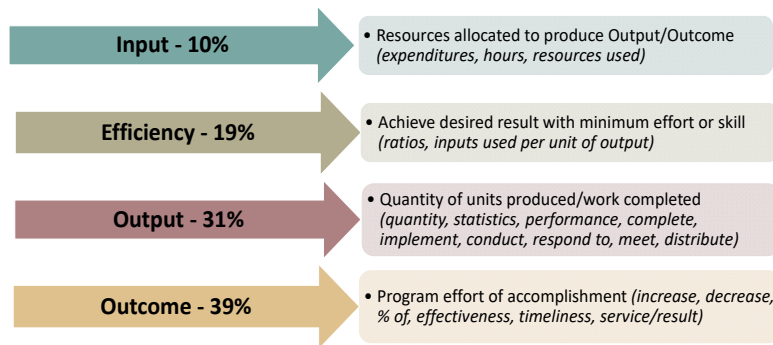 Input - 10%
• Resources allocated to produce Output/Outcome
(expenditures, hours, resources used)
Efficiency - 19%
• Achieve desired result with minimum effort or skill
(ratios, inputs used per unit of output)
Output - 31%
• Quantity of units produced/work completed
(quantity, statistics, performance, complete,
implement, conduct, respond to, meet, distribute)
Outcome - 39%
• Program effort of accomplishment (increase, decrease,
% of, effectiveness, timeliness, service/result)